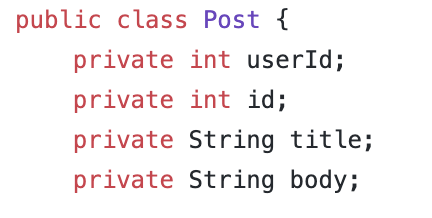 public class Post {
    private int userId;
    private int id;
    private String title;
    private String body;